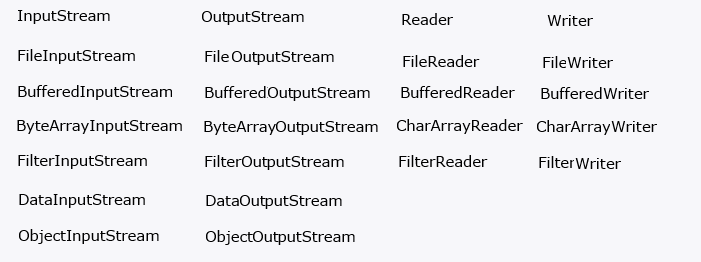 InputStream OutputStream Reader Writer
FileInputStream FileOutputStream FileReader FileWriter
BufferedInputStream BufferedOutputStream BufferedReader BufferedWriter
ByteArrayInputStream ByteArrayOutputStream CharArrayReader CharArrayWriter
FilterInputStream FilterOutputStream FilterReader FilterWriter
DataInputStream DataOutputStream
ObjectInputStream ObjectOutputStream